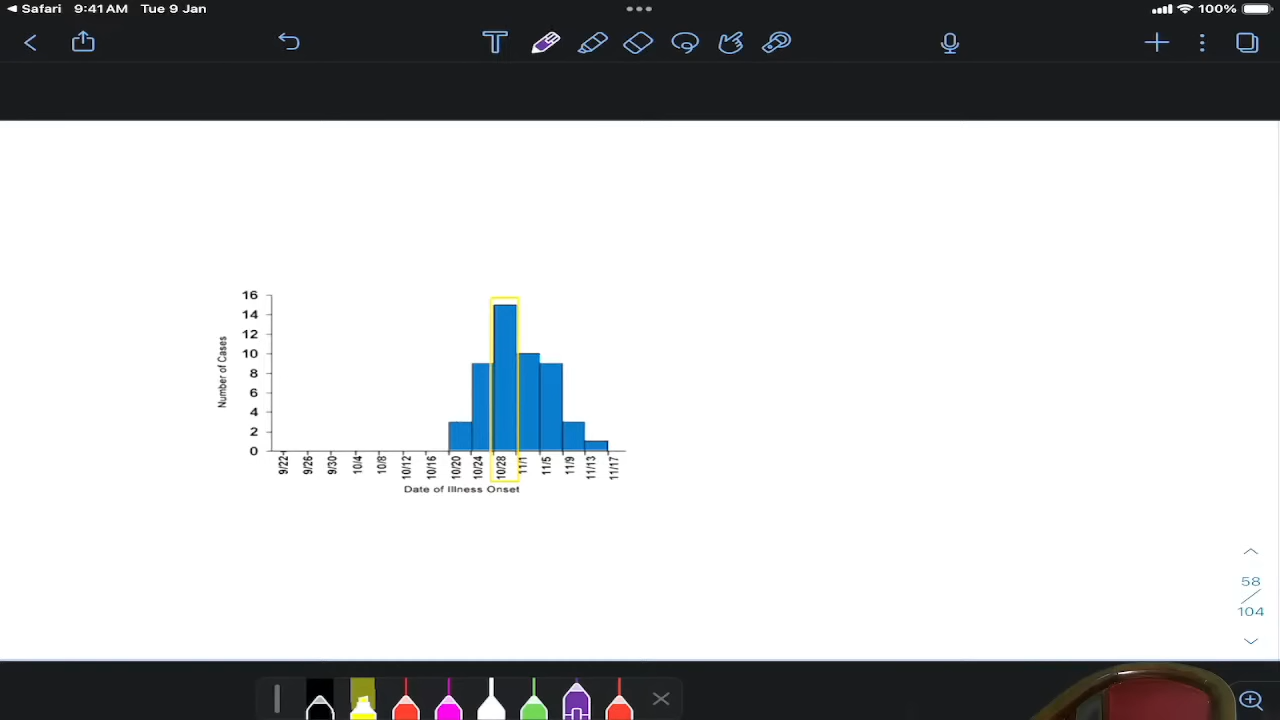 Safari 9:41 AM Tue 9 Jan 100%
T
16
14
12
10
8
6
4
2
0
Number of Cases
9/22 9/26 9/30 10/4 10/8 10/12 10/16 10/20 10/24 10/28 11/1 11/5 11/9 11/13 11/17
Date of Illness Onset
58
104